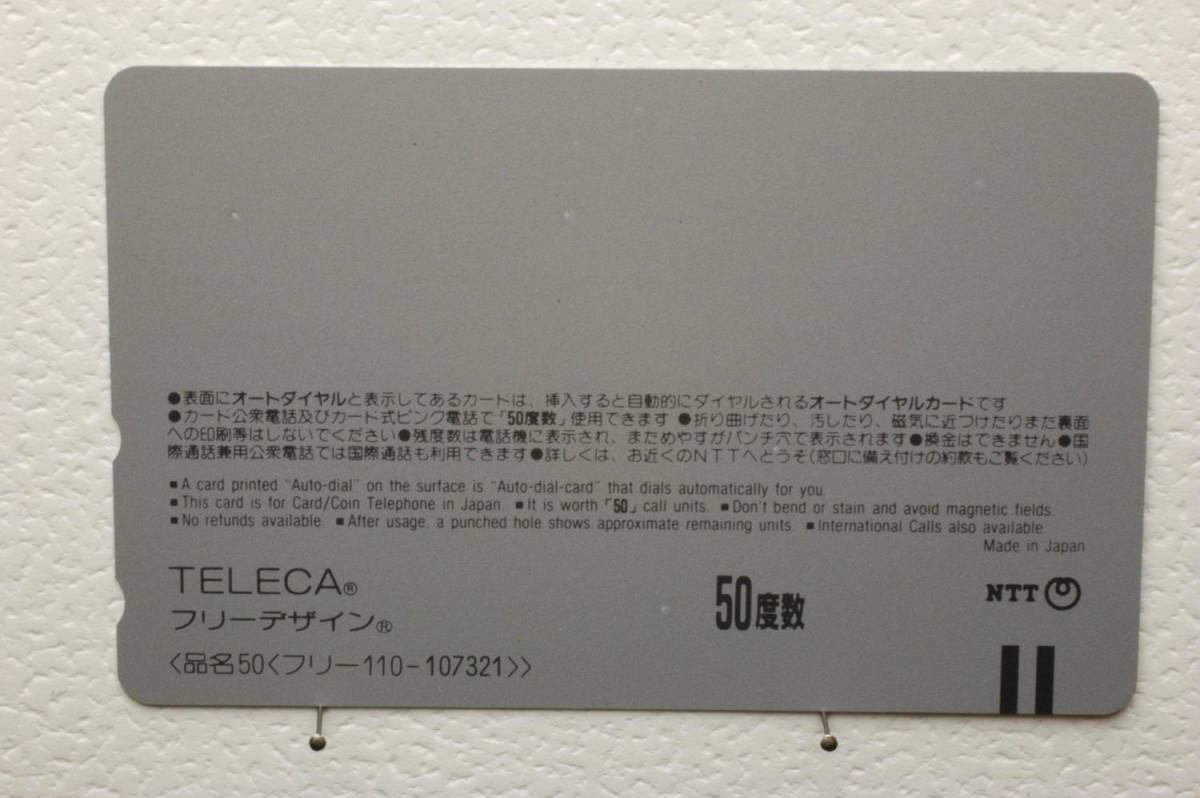 ●表面にオートダイヤルと表示してあるカードは、挿入すると自動的にダイヤルされるオートダイヤルカードです
●カード公衆電話及びカード式ピンク電話で「50度数」使用できます ●折り曲げたり、汚したり、磁気に近づけたりまた裏面
への印刷等はしないでください●残度数は電話機に表示され、まためやすがパンチ穴で表示されます●換金はできません●国
際通話兼用公衆電話では国際通話も利用できます●詳しくは、お近くのNTTへどうぞ(窓口に備え付けの約款もご覧ください)
■A card printed "Auto-dial" on the surface is "Auto-dial-card" that dials automatically for you.
■This card is for Card/Coin Telephone in Japan. ■It is worth「50」call units. ■Don't bend or stain and avoid magnetic fields.
■No refunds available. ■After usage, a punched hole shows approximate remaining units. ■International Calls also available.
Made in Japan
TELECA®
フリーデザイン®
50度数
NTT
〈品名50〈フリー110-107321〉〉